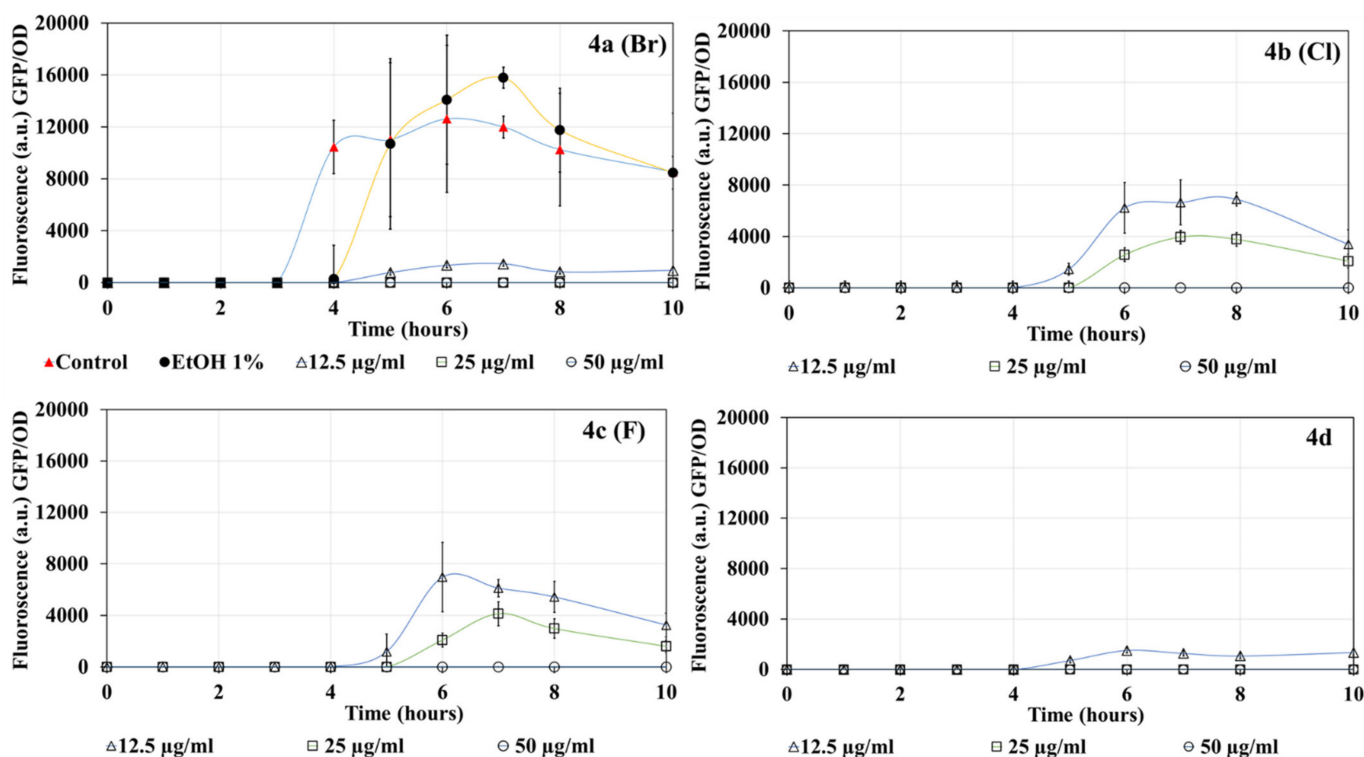 4a (Br)
Fluoroscence (a.u.) GFP/OD
20000
16000
12000
8000
4000
0
0 2 4 6 8 10
Time (hours)
Control EtOH 1% 12.5 µg/ml 25 µg/ml 50 µg/ml
4b (Cl)
Fluoroscence (a.u.) GFP/OD
20000
16000
12000
8000
4000
0
0 2 4 6 8 10
Time (hours)
12.5 µg/ml 25 µg/ml 50 µg/ml
4c (F)
Fluoroscence (a.u.) GFP/OD
20000
16000
12000
8000
4000
0
0 2 4 6 8 10
Time (hours)
12.5 µg/ml 25 µg/ml 50 µg/ml
4d
Fluoroscence (a.u.) GFP/OD
20000
16000
12000
8000
4000
0
0 2 4 6 8 10
Time (hours)
12.5 µg/ml 25 µg/ml 50 µg/ml